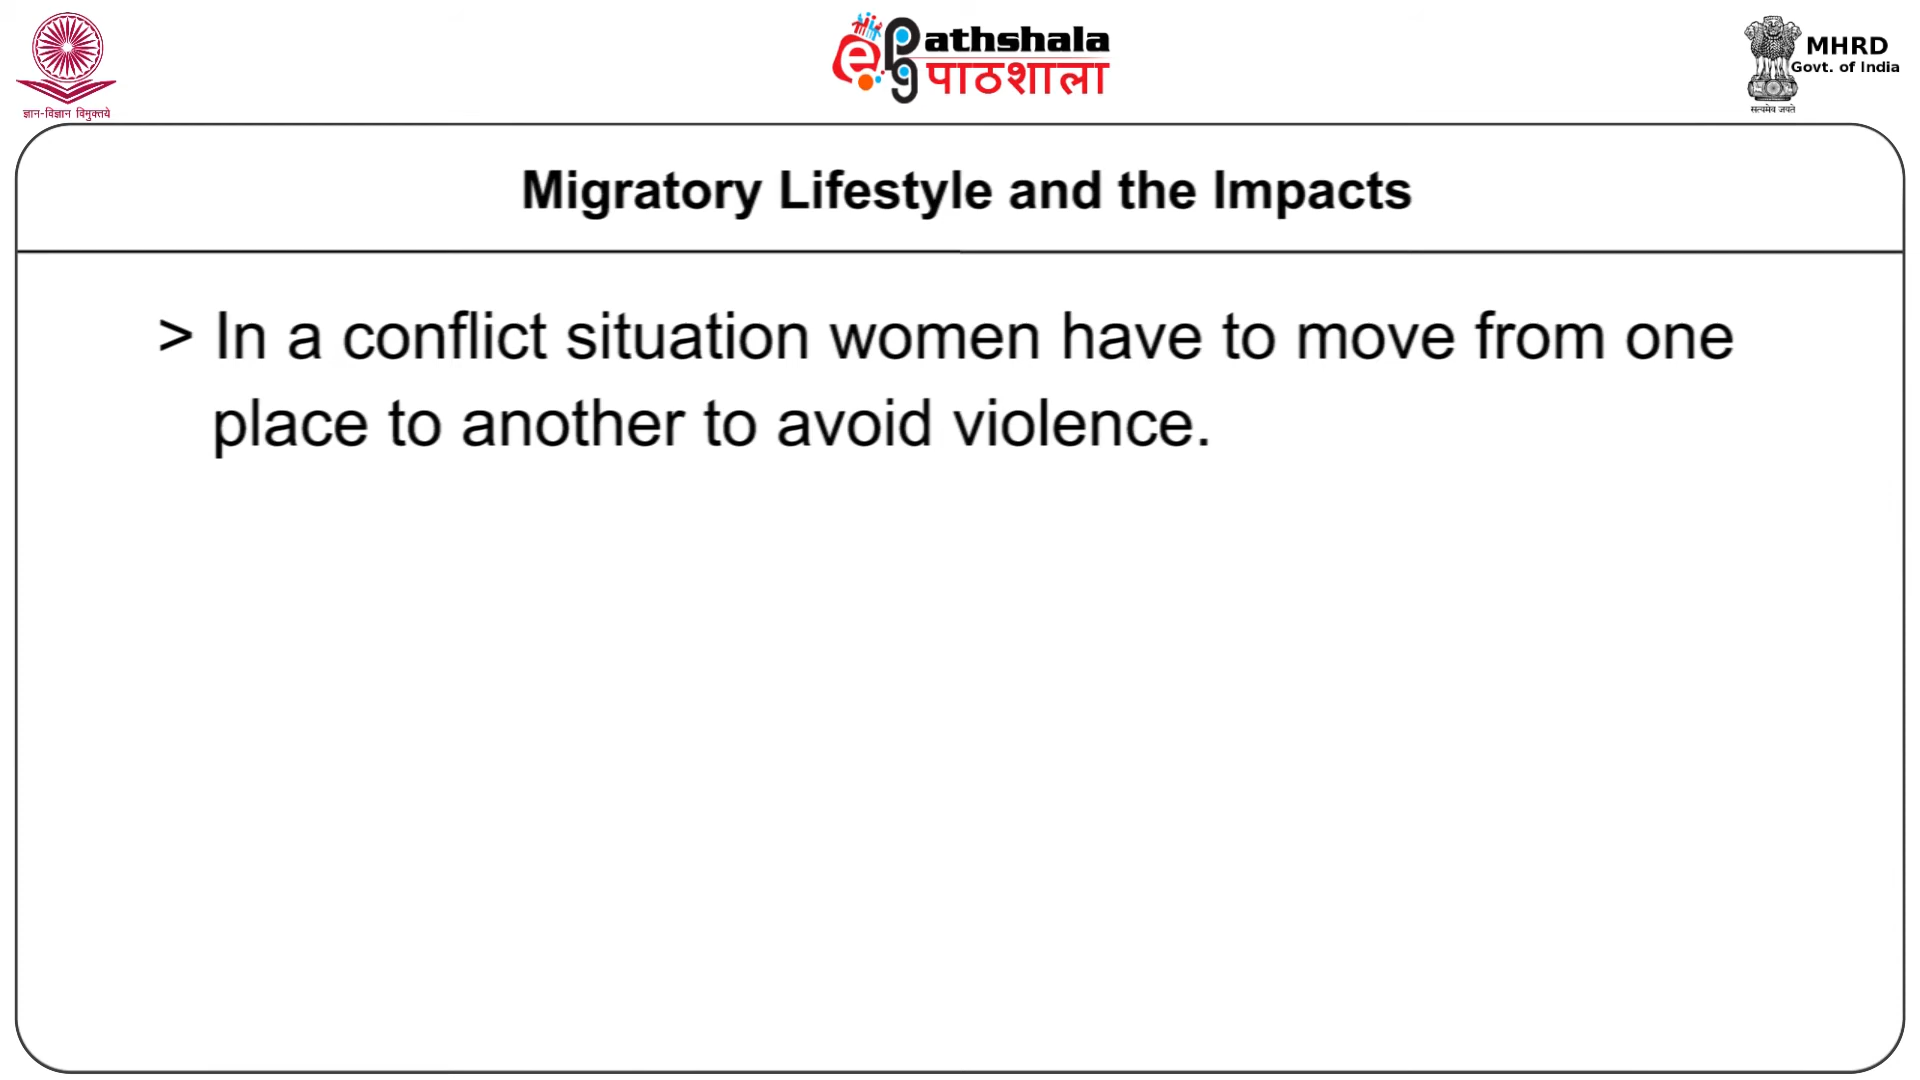 ज्ञान-विज्ञान विमुक्तये
e Pathshala
पाठशाला
MHRD
Govt. of India
सत्यमेव जयते
Migratory Lifestyle and the Impacts
> In a conflict situation women have to move from one
place to another to avoid violence.